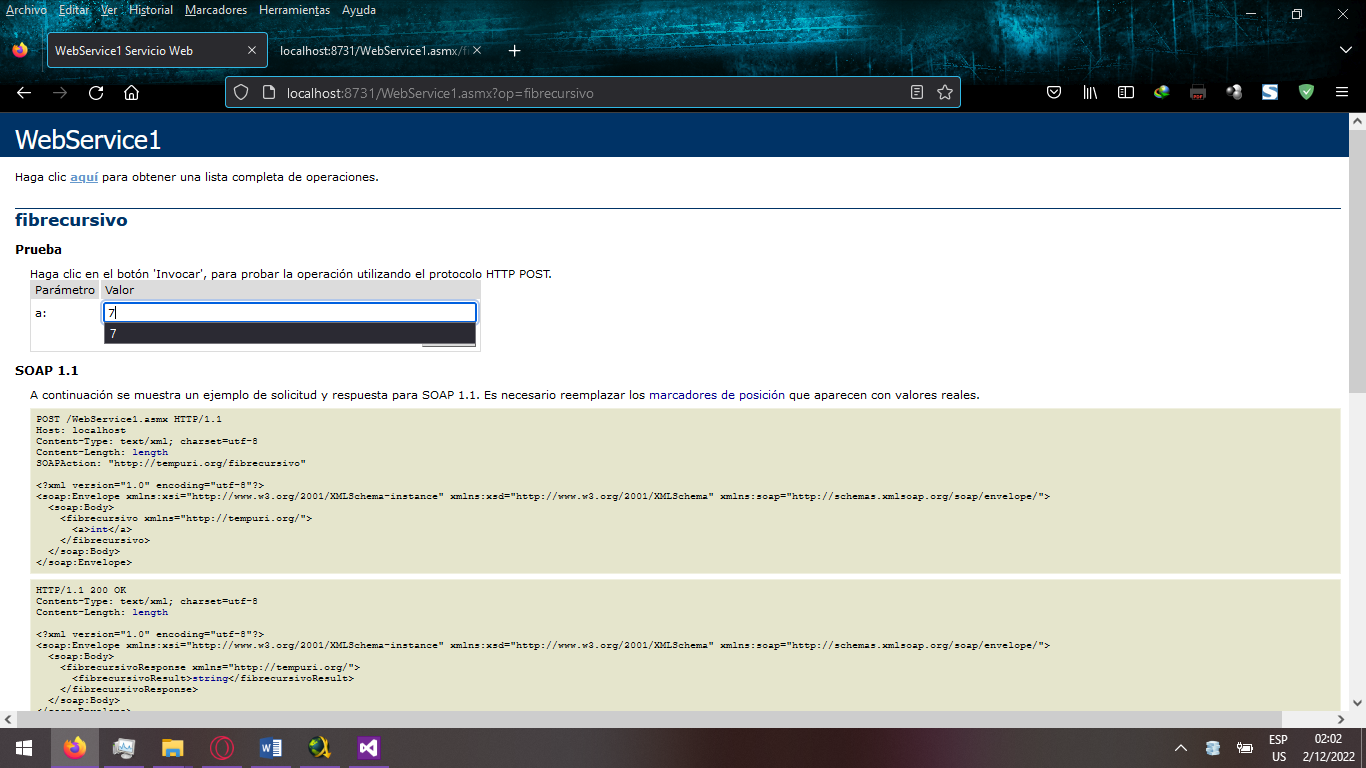 Archivo Editar Ver Historial Marcadores Herramientas Ayuda
WebService1 Servicio Web
localhost:8731/WebService1.asmx/f
localhost:8731/WebService1.asmx?op=fibrecursivo
WebService1
Haga clic aquí para obtener una lista completa de operaciones.
fibrecursivo
Prueba
Haga clic en el botón 'Invocar', para probar la operación utilizando el protocolo HTTP POST.
Parámetro Valor
a: 7
7
SOAP 1.1
A continuación se muestra un ejemplo de solicitud y respuesta para SOAP 1.1. Es necesario reemplazar los marcadores de posición que aparecen con valores reales.
POST /WebService1.asmx HTTP/1.1
Host: localhost
Content-Type: text/xml; charset=utf-8
Content-Length: length
SOAPAction: "http://tempuri.org/fibrecursivo"
<?xml version="1.0" encoding="utf-8"?>
<soap:Envelope xmlns:xsi="http://www.w3.org/2001/XMLSchema-instance" xmlns:xsd="http://www.w3.org/2001/XMLSchema" xmlns:soap="http://schemas.xmlsoap.org/soap/envelope/">
<soap:Body>
<fibrecursivo xmlns="http://tempuri.org/">
<a>int</a>
</fibrecursivo>
</soap:Body>
</soap:Envelope>
HTTP/1.1 200 OK
Content-Type: text/xml; charset=utf-8
Content-Length: length
<?xml version="1.0" encoding="utf-8"?>
<soap:Envelope xmlns:xsi="http://www.w3.org/2001/XMLSchema-instance" xmlns:xsd="http://www.w3.org/2001/XMLSchema" xmlns:soap="http://schemas.xmlsoap.org/soap/envelope/">
<soap:Body>
<fibrecursivoResponse xmlns="http://tempuri.org/">
<fibrecursivoResult>string</fibrecursivoResult>
</fibrecursivoResponse>
</soap:Body>
</soap:Envelope>
ESP 02:02
US 2/12/2022